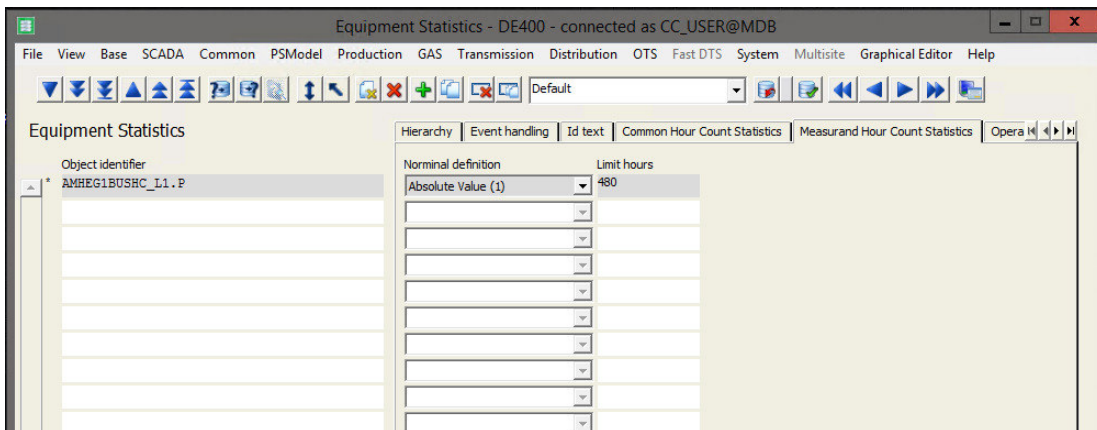 Equipment Statistics - DE400 - connected as CC_USER@MDB
File View Base SCADA Common PSModel Production GAS Transmission Distribution OTS Fast DTS System Multisite Graphical Editor Help
Default
Equipment Statistics
Hierarchy Event handling Id text Common Hour Count Statistics Measurand Hour Count Statistics Opera
Object identifier Norminal definition Limit hours
* AMHEG1BUSHC_L1.P Absolute Value (1) 480